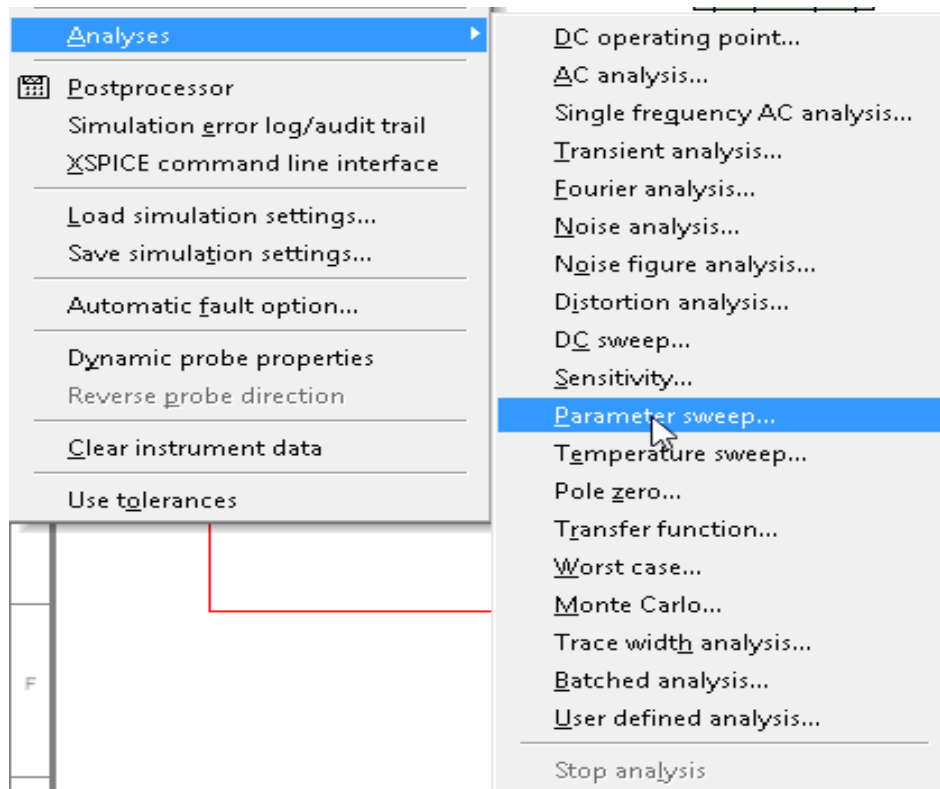 Analyses
Postprocessor
Simulation error log/audit trail
XSPICE command line interface
Load simulation settings...
Save simulation settings...
Automatic fault option...
Dynamic probe properties
Reverse probe direction
Clear instrument data
Use tolerances
F
DC operating point...
AC analysis...
Single frequency AC analysis...
Transient analysis...
Fourier analysis...
Noise analysis...
Noise figure analysis...
Distortion analysis...
DC sweep...
Sensitivity...
Parameter sweep...
Temperature sweep...
Pole zero...
Transfer function...
Worst case...
Monte Carlo...
Trace width analysis...
Batched analysis...
User defined analysis...
Stop analysis